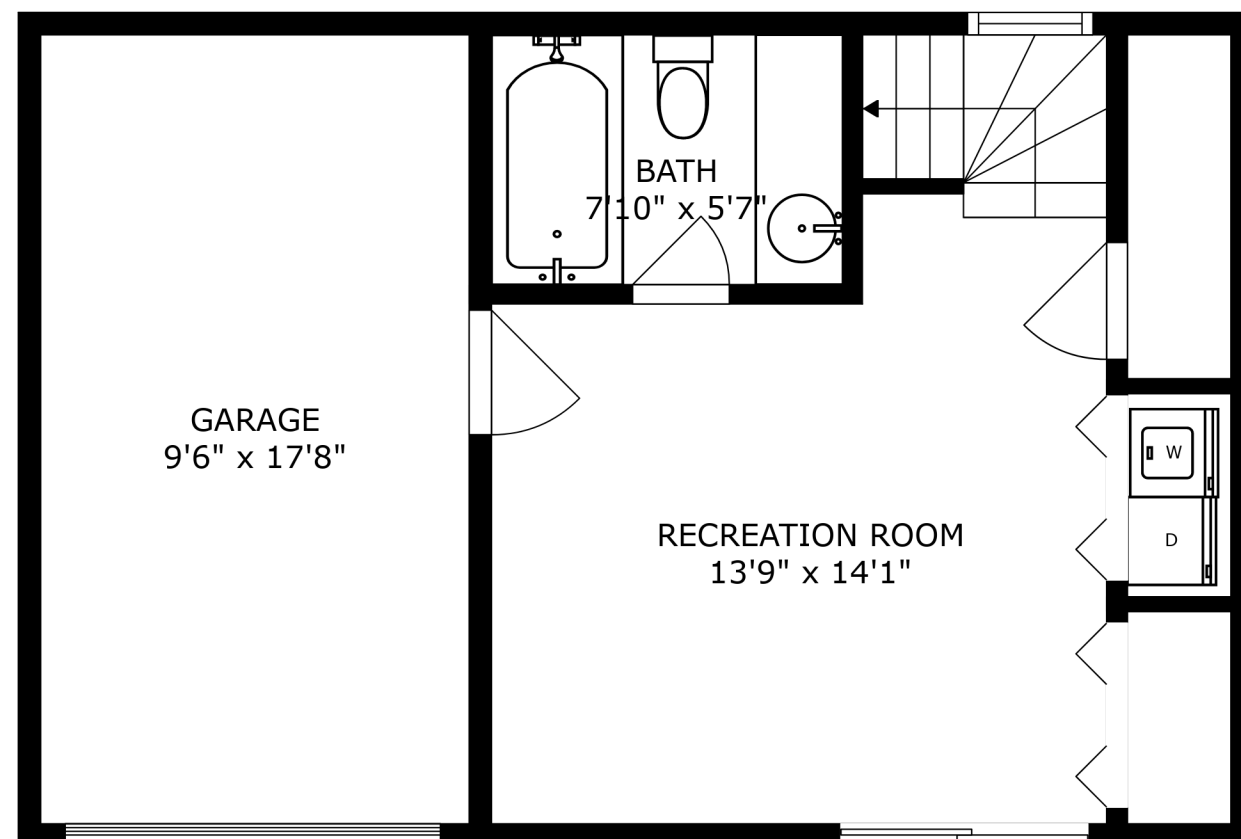 BATH
7'10" x 5'7"
GARAGE
9'6" x 17'8"
W
RECREATION ROOM
13'9" x 14'1"
D